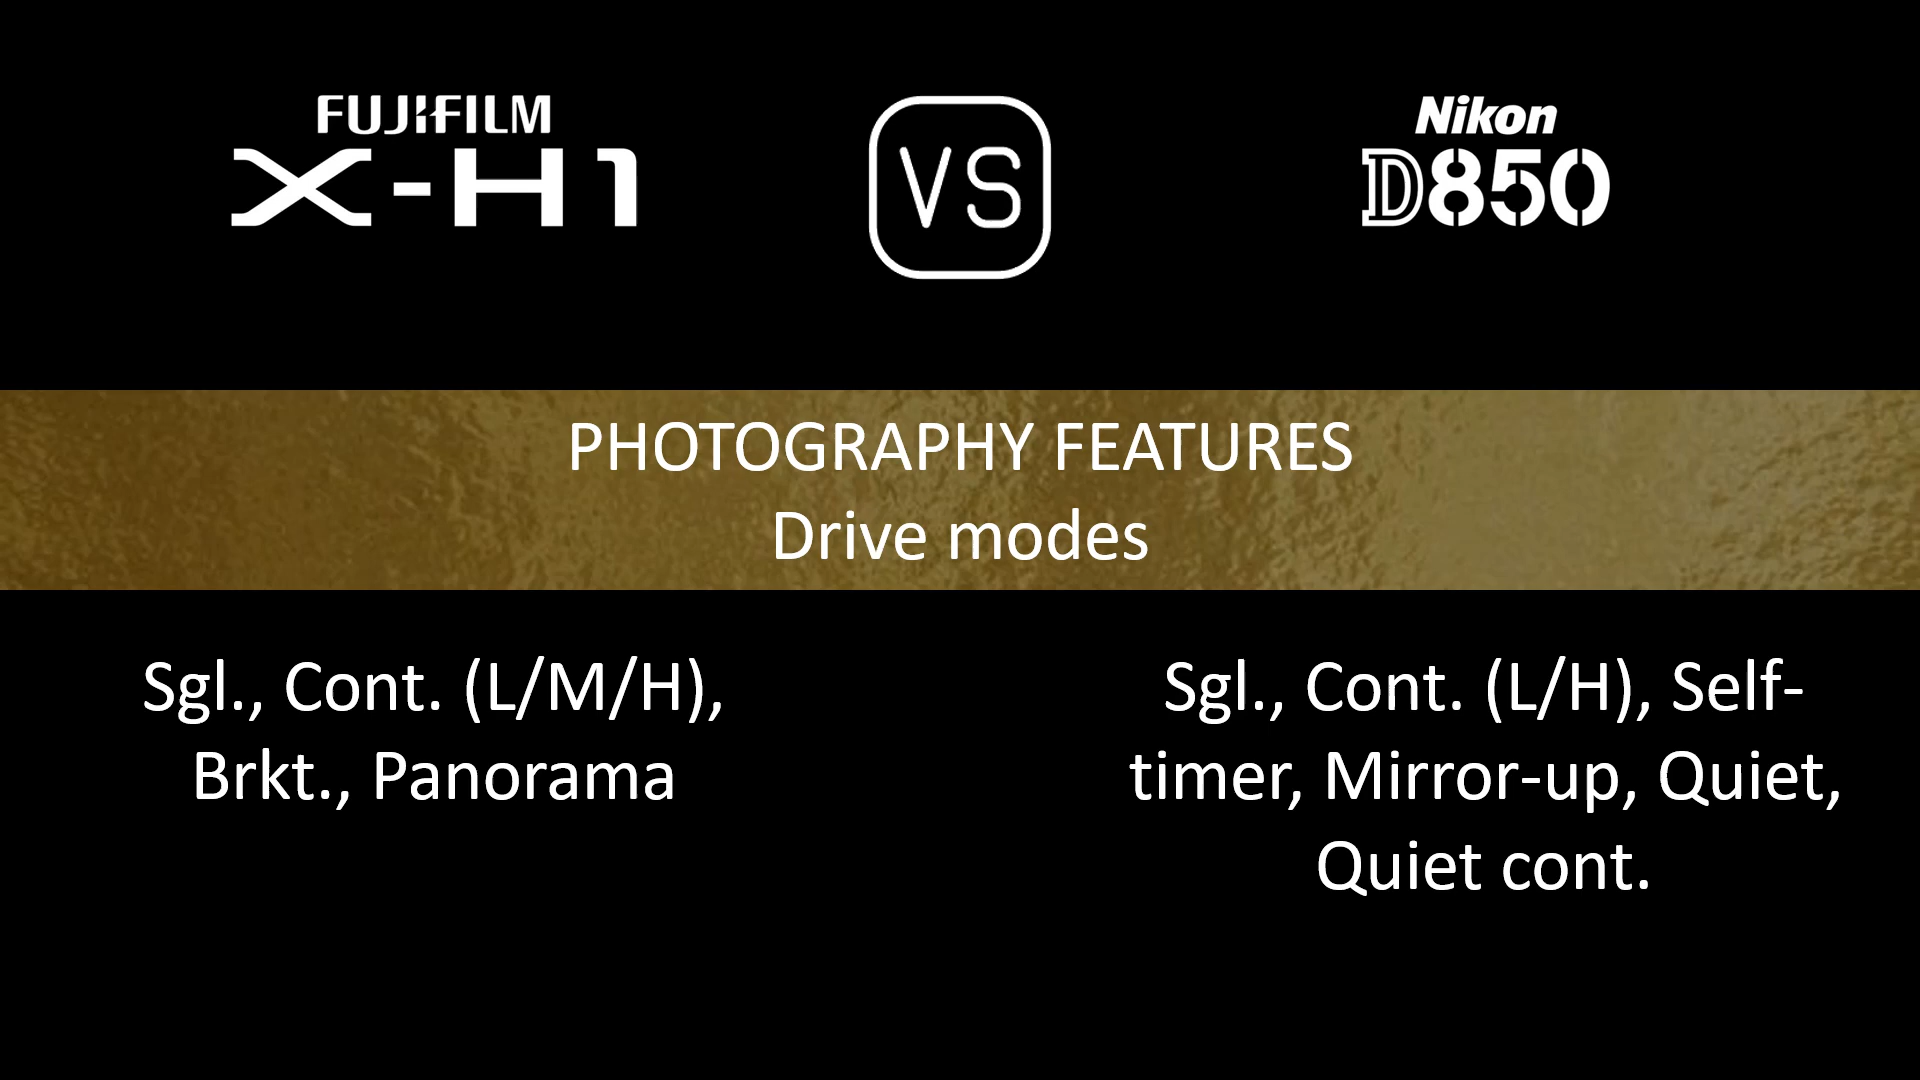 FUJIFILM
X-H1
VS
Nikon
D850
PHOTOGRAPHY FEATURES
Drive modes
Sgl., Cont. (L/M/H),
Brkt., Panorama
Sgl., Cont. (L/H), Self-
timer, Mirror-up, Quiet,
Quiet cont.